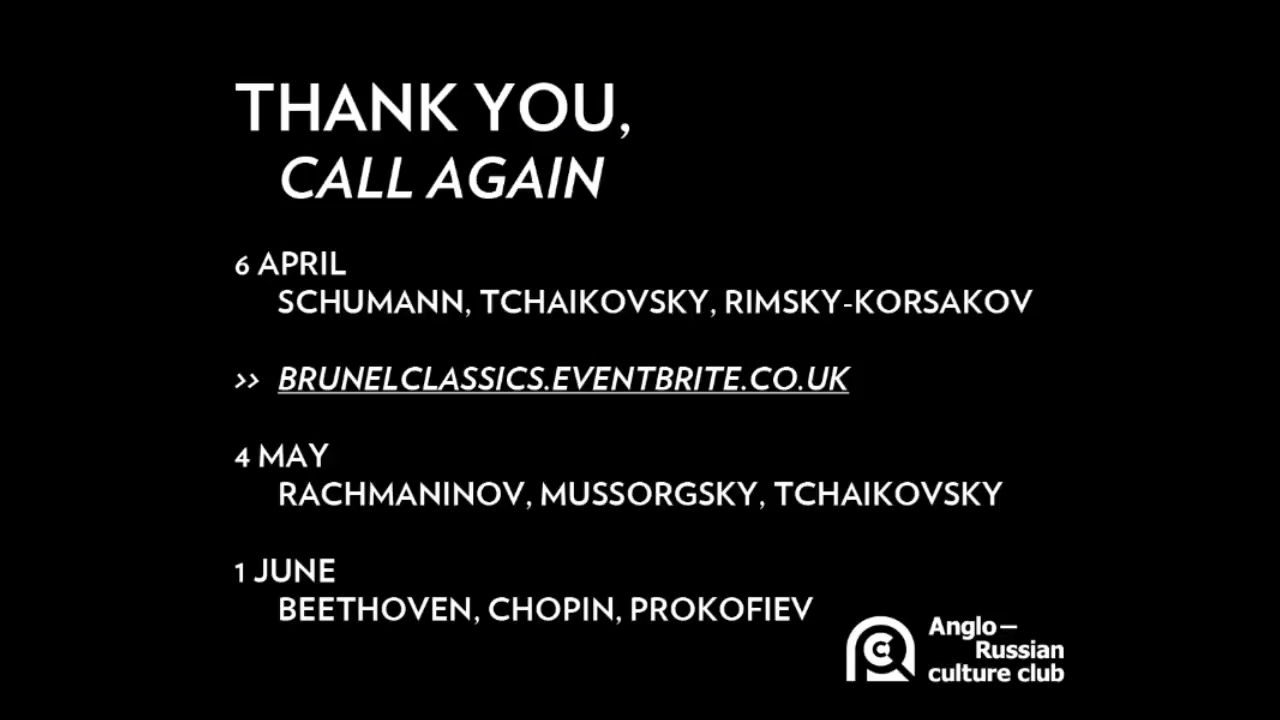 THANK YOU,
CALL AGAIN
6 APRIL
SCHUMANN, TCHAIKOVSKY, RIMSKY-KORSAKOV
>> BRUNELCLASSICS.EVENTBRITE.CO.UK
4 MAY
RACHMANINOV, MUSSORGSKY, TCHAIKOVSKY
1 JUNE
BEETHOVEN, CHOPIN, PROKOFIEV
Anglo—
Russian
culture club